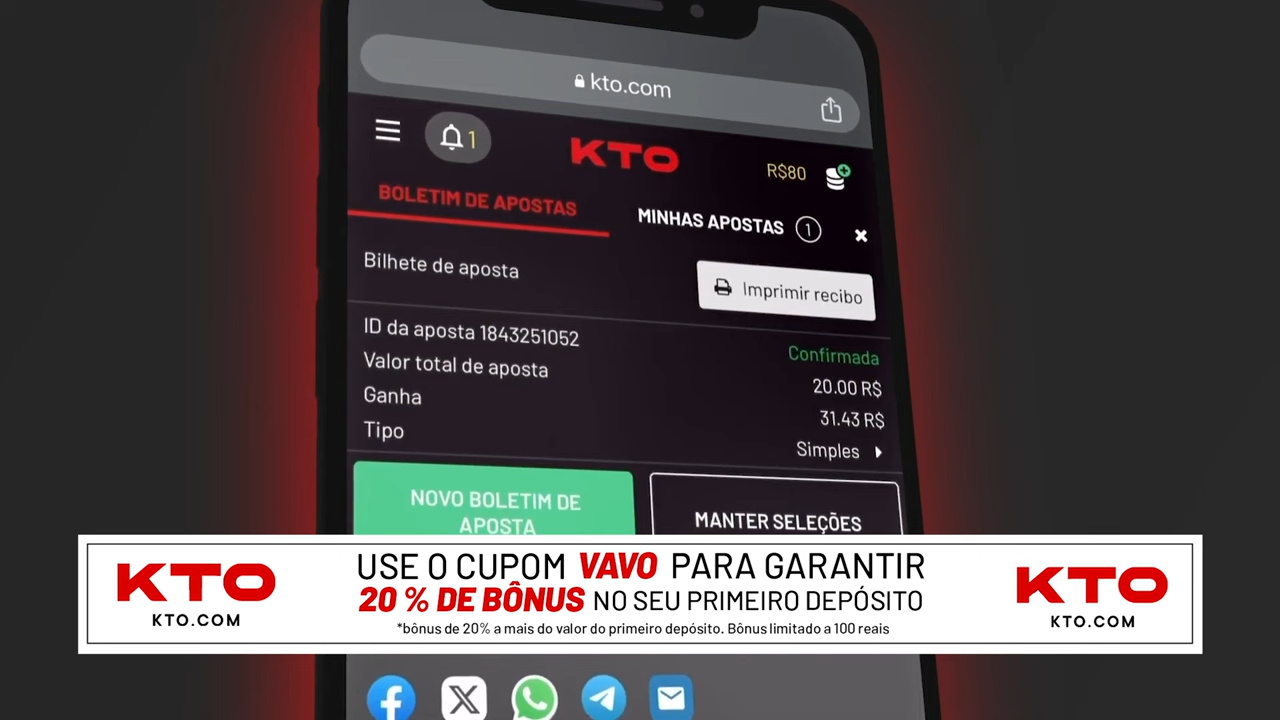 kto.com
1
KTO
R$80
BOLETIM DE APOSTAS
MINHAS APOSTAS 1
Bilhete de aposta
Imprimir recibo
ID da aposta 1843251052
Confirmada
Valor total de aposta
20.00 R$
Ganha
31.43 R$
Tipo
Simples
NOVO BOLETIM DE
APOSTA
MANTER SELEÇÕES
KTO
KTO.COM
USE O CUPOM VAVO PARA GARANTIR
20 % DE BÔNUS NO SEU PRIMEIRO DEPÓSITO
*bônus de 20% a mais do valor do primeiro depósito. Bônus limitado a 100 reais
KTO
KTO.COM